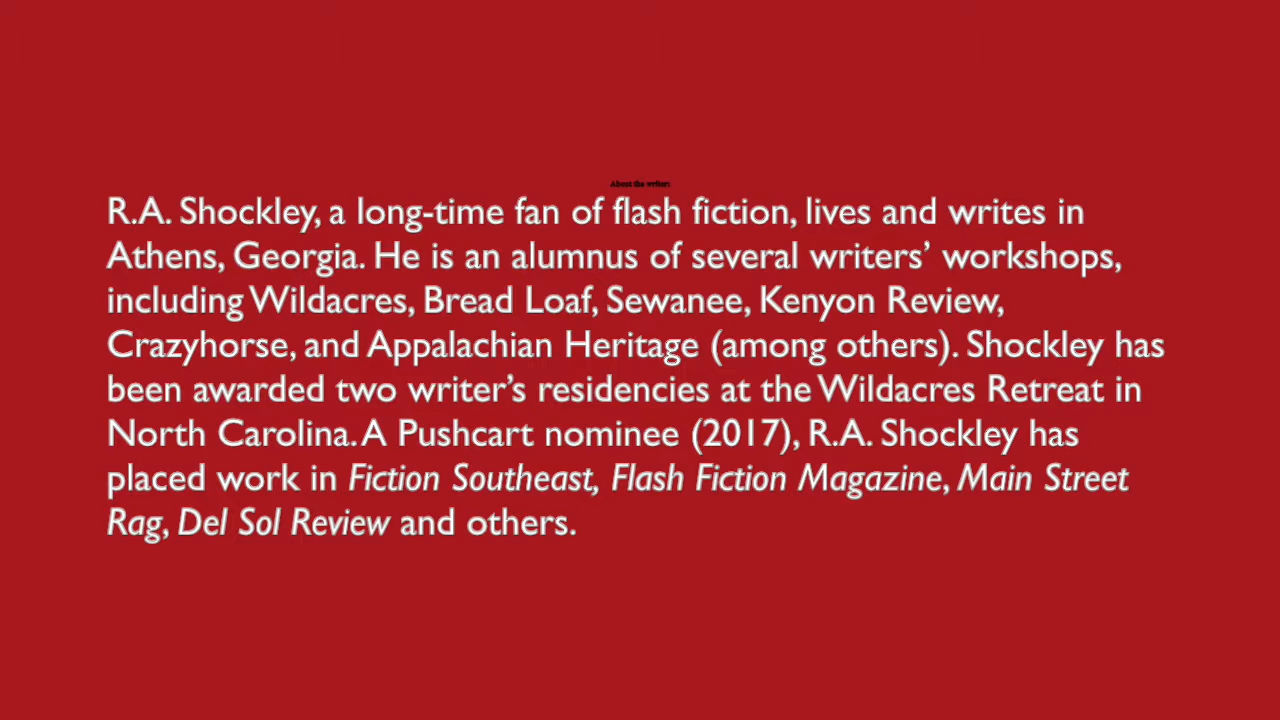 About the writers
R.A. Shockley, a long-time fan of flash fiction, lives and writes in
Athens, Georgia. He is an alumnus of several writers’ workshops,
including Wildacres, Bread Loaf, Sewanee, Kenyon Review,
Crazyhorse, and Appalachian Heritage (among others). Shockley has
been awarded two writer’s residencies at the Wildacres Retreat in
North Carolina. A Pushcart nominee (2017), R.A. Shockley has
placed work in Fiction Southeast, Flash Fiction Magazine, Main Street
Rag, Del Sol Review and others.